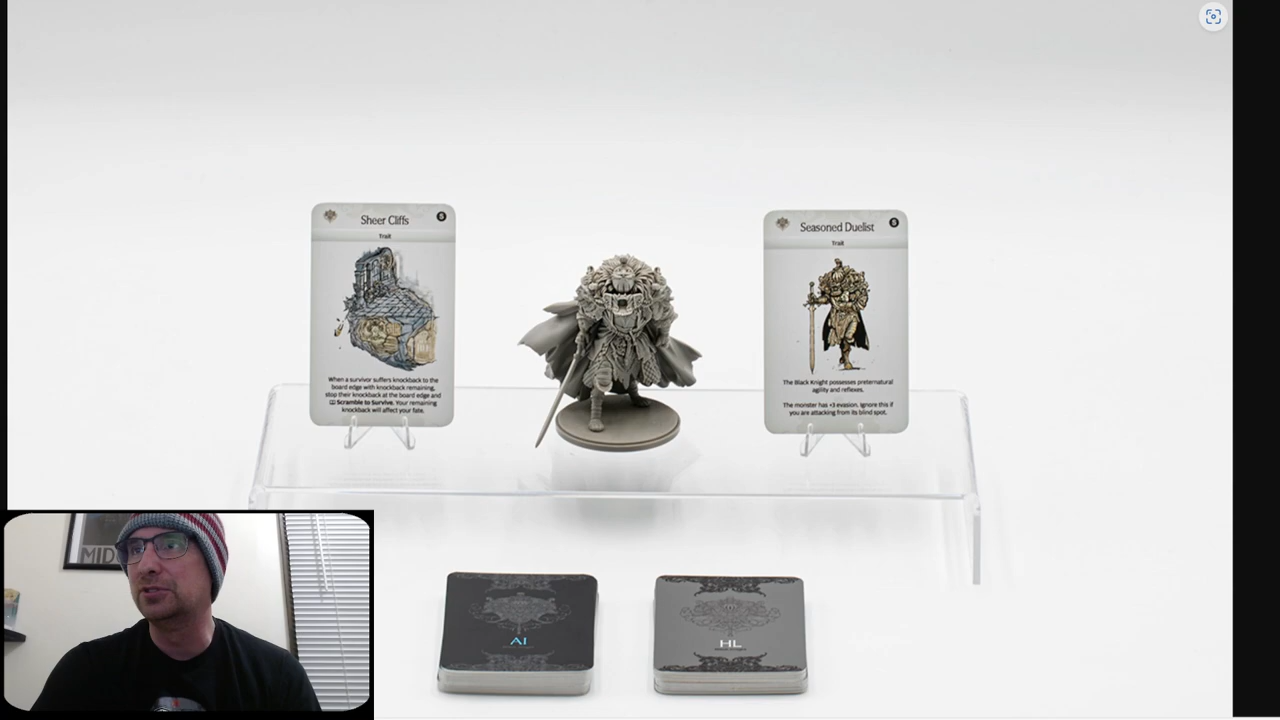 Sheer Cliffs
S
Trait
When a survivor suffers knockback to the
board edge with knockback remaining,
stop their knockback at the board edge and
Scramble to Survive. Your remaining
knockback will affect your fate.
Seasoned Duelist
S
Trait
The Black Knight possesses preternatural
agility and reflexes.
The monster has +3 evasion, ignore this if
you are attacking from its blind spot.
MID
AI
HL